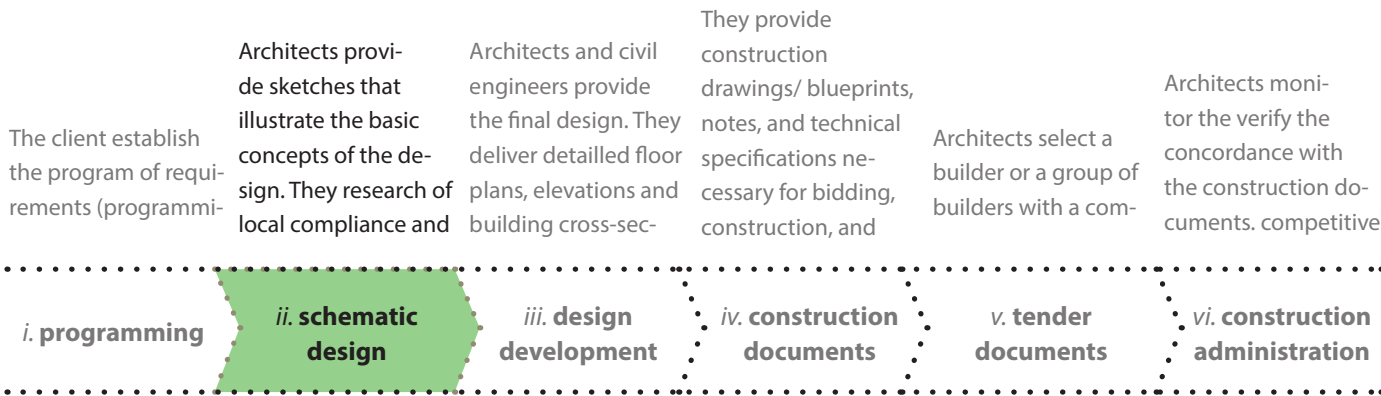 The client establish
the program of requi-
rements (programmi-
Architects provi-
de sketches that
illustrate the basic
concepts of the de-
sign. They research of
local compliance and
Architects and civil
engineers provide
the final design. They
deliver detailled floor
plans, elevations and
building cross-sec-
They provide
construction
drawings/ blueprints,
notes, and technical
specifications ne-
cessary for bidding,
construction, and
Architects select a
builder or a group of
builders with a com-
Architects moni-
tor the verify the
concordance with
the construction do-
cuments. competitive
i. programming
ii. schematic
design
iii. design
development
iv. construction
documents
v. tender
documents
vi. construction
administration